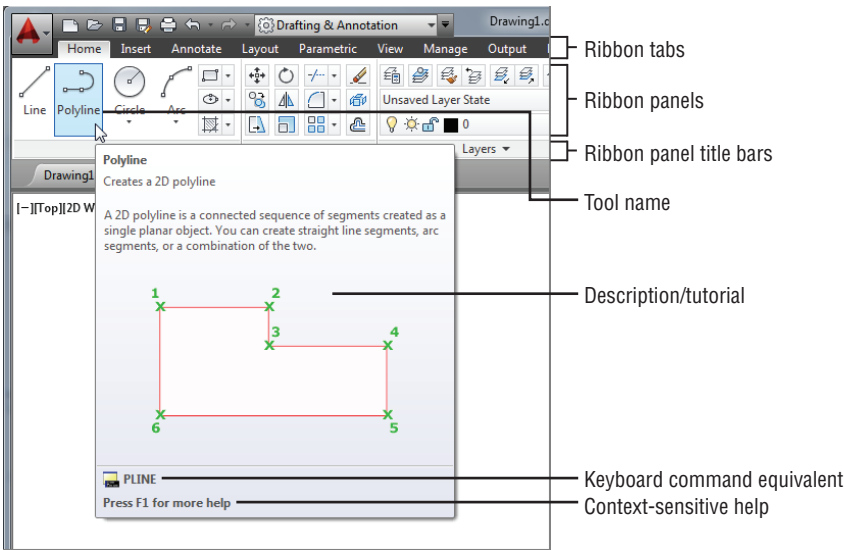 Drafting & Annotation
Drawing1.
Home Insert Annotate Layout Parametric View Manage Output
Ribbon tabs
Line Polyline Circle Arc
Unsaved Layer State
Ribbon panels
0
Layers
Ribbon panel title bars
Drawing1
Polyline
Creates a 2D polyline
Tool name
[−][Top][2D W
A 2D polyline is a connected sequence of segments created as a
single planar object. You can create straight line segments, arc
segments, or a combination of the two.
1 2
Description/tutorial
3 4
6 5
PLINE
Keyboard command equivalent
Press F1 for more help
Context-sensitive help